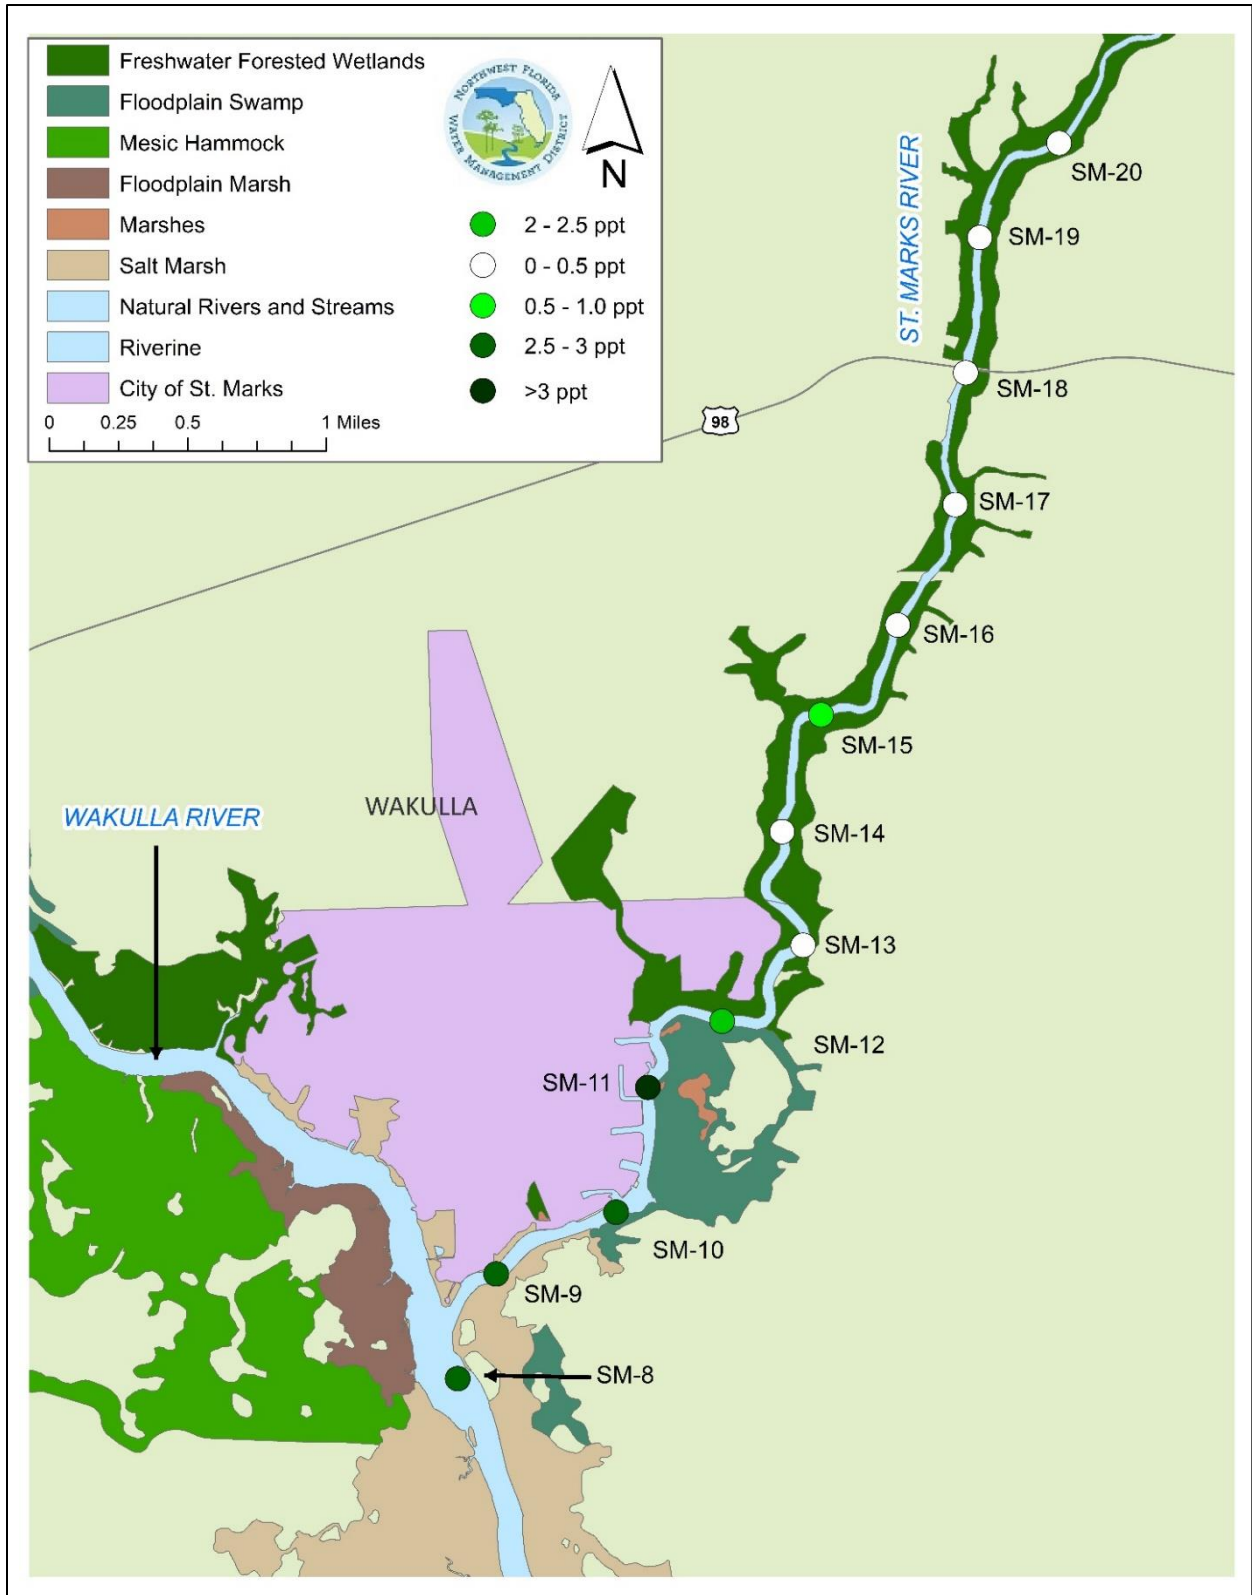 Freshwater Forested Wetlands
Floodplain Swamp
Mesic Hammock
Floodplain Marsh
Marshes
Salt Marsh
Natural Rivers and Streams
Riverine
City of St. Marks
0 0.25 0.5 1 Miles
NORTHWEST FLORIDA
WATER MANAGEMENT DISTRICT
N
2 - 2.5 ppt
0 - 0.5 ppt
0.5 - 1.0 ppt
2.5 - 3 ppt
>3 ppt
ST. MARKS RIVER
SM-20
SM-19
SM-18
98
SM-17
SM-16
SM-15
WAKULLA
WAKULLA RIVER
SM-14
SM-13
SM-12
SM-11
SM-10
SM-9
SM-8